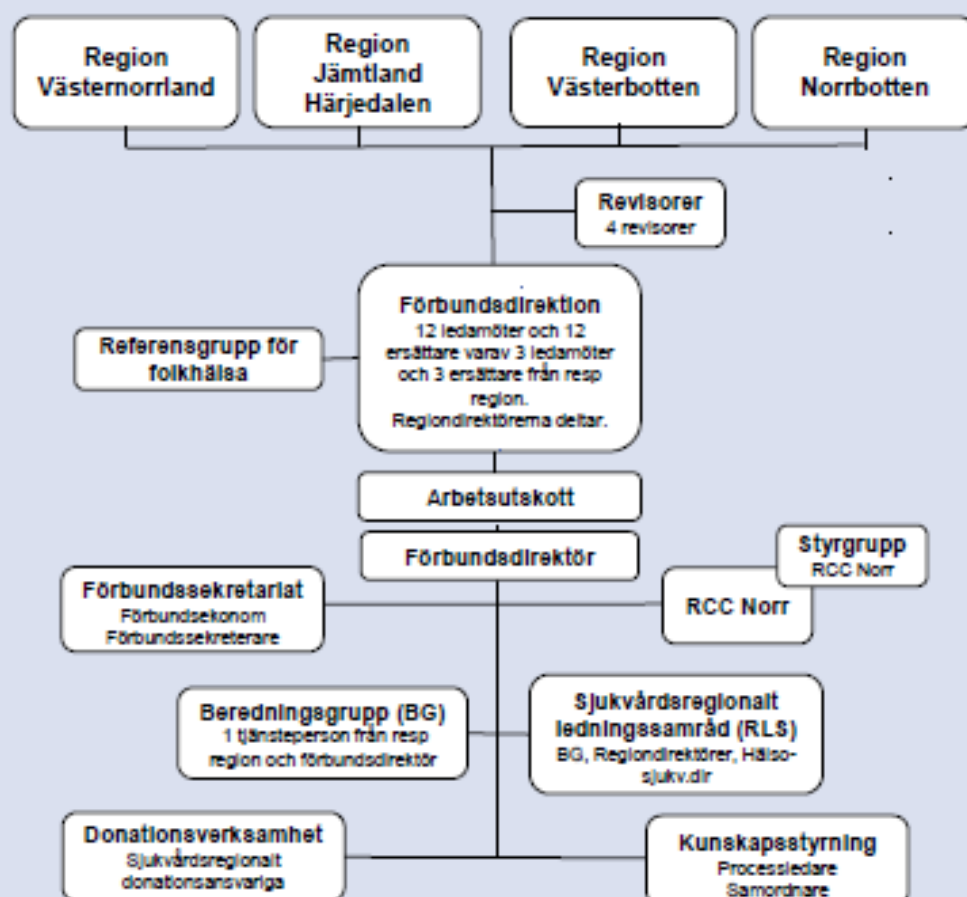 Region
Västernorrland
Region
Jämtland
Härjedalen
Region
Västerbotten
Region
Norrbotten
Revisorer
4 revisorer
Förbundsdirektion
12 ledamöter och 12
ersättare varav 3 ledamöter
och 3 ersättare från resp
region.
Regiondirektörerna deltar.
Referensgrupp för
folkhälsa
Arbetsutskott
Förbundsdirektör
Styrgrupp
RCC Norr
RCC Norr
Förbundssekretariat
Förbundsekonom
Förbundssekreterare
Beredningsgrupp (BG)
1 tjänsteperson från resp
region och förbundsdirektör
Sjukvårdsregionalt
ledningssamråd (RLS)
BG, Regiondirektörer, Hälso-
sjukv.dir
Donationsverksamhet
Sjukvårdsregionalt
donationsansvariga
Kunskapsstyrning
Processledare
Samordnare